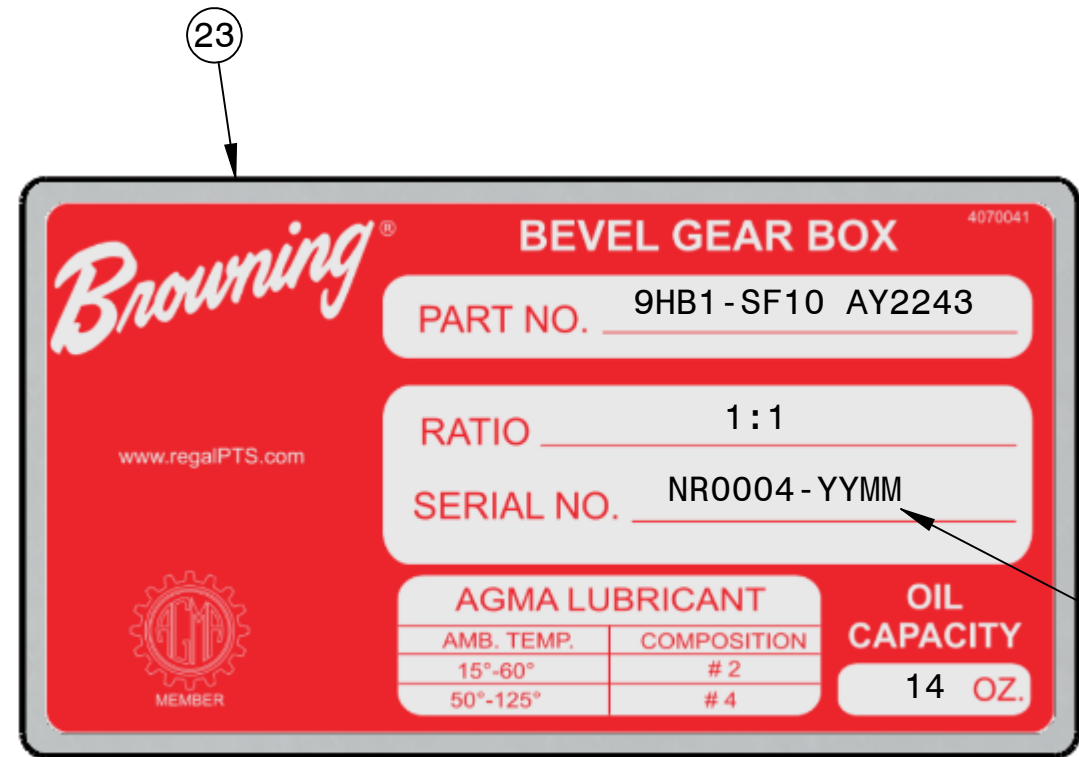 23
Browning®
BEVEL GEAR BOX
4070041
PART NO. 9HB1-SF10 AY2243
RATIO 1:1
www.regalPTS.com
SERIAL NO. NR0004-YYMM
AGMA LUBRICANT
AMB. TEMP. COMPOSITION
15°-60° # 2
50°-125° # 4
OIL
CAPACITY
14 OZ.
AGMA
MEMBER